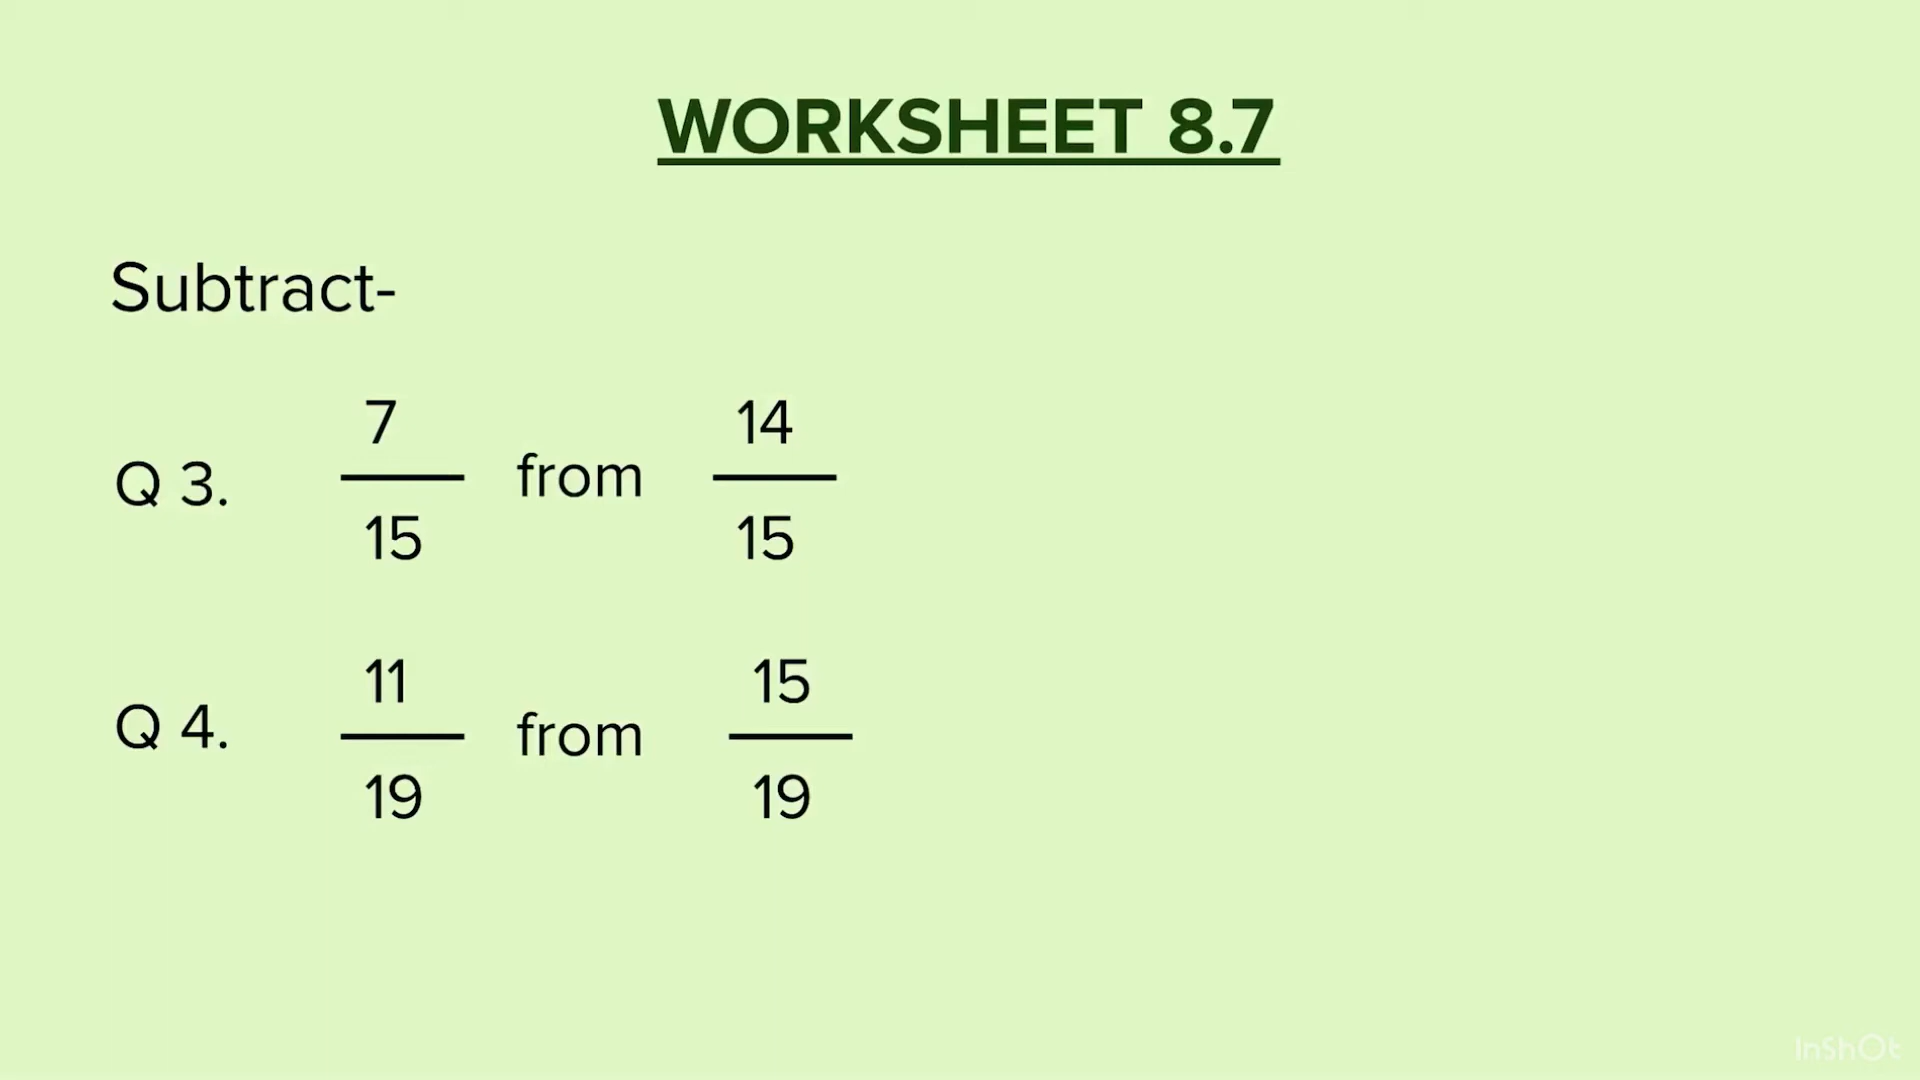 WORKSHEET 8.7
Subtract-
Q 3. 7/15 from 14/15
Q 4. 11/19 from 15/19
InShOt